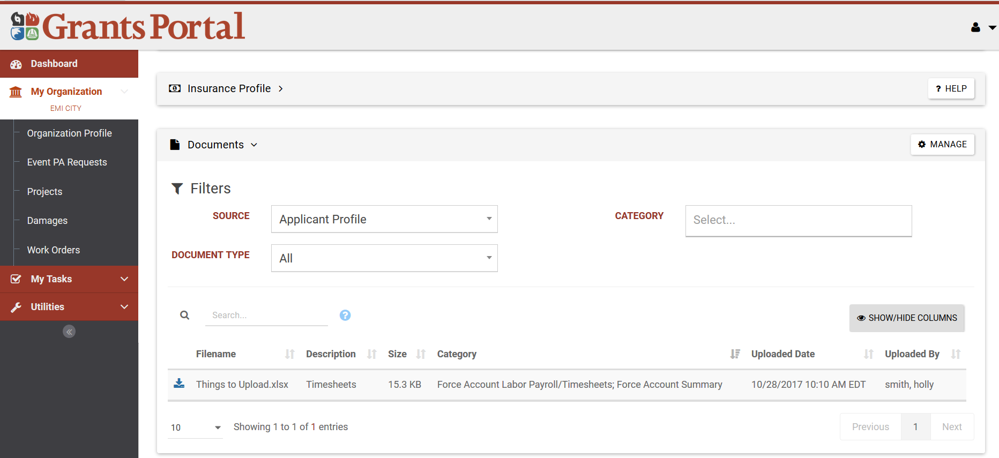 Grants Portal
Dashboard
My Organization
EMI CITY
Organization Profile
Event PA Requests
Projects
Damages
Work Orders
My Tasks
Utilities
Insurance Profile
? HELP
Documents
MANAGE
Filters
SOURCE
Applicant Profile
CATEGORY
Select...
DOCUMENT TYPE
All
Search...
?
SHOW/HIDE COLUMNS
Filename Description Size Category Uploaded Date Uploaded By
Things to Upload.xlsx Timesheets 15.3 KB Force Account Labor Payroll/Timesheets; Force Account Summary 10/28/2017 10:10 AM EDT smith, holly
10 Showing 1 to 1 of 1 entries
Previous 1 Next